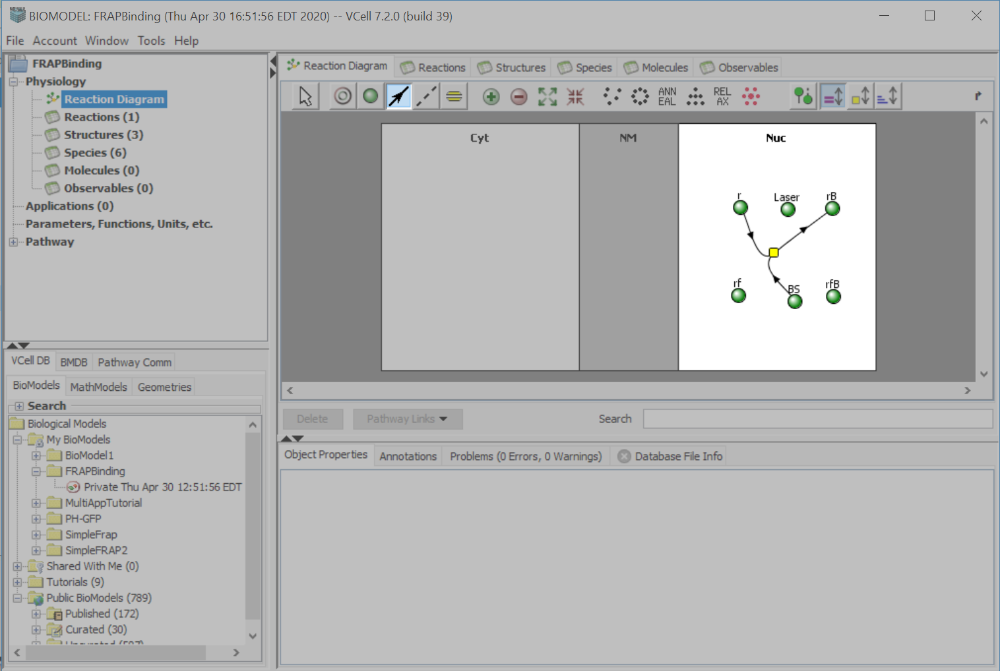 BIOMODEL: FRAPBinding (Thu Apr 30 16:51:56 EDT 2020) -- VCell 7.2.0 (build 39)
File Account Window Tools Help
FRAPBinding
Physiology
Reaction Diagram
Reactions (1)
Structures (3)
Species (6)
Molecules (0)
Observables (0)
Applications (0)
Parameters, Functions, Units, etc.
Pathway
VCell DB BMDB Pathway Comm
BioModels MathModels Geometries
Search
Biological Models
My BioModels
BioModel1
FRAPBinding
Private Thu Apr 30 12:51:56 EDT
MultiAppTutorial
PH-GFP
SimpleFrap
SimpleFRAP2
Shared With Me (0)
Tutorials (9)
Public BioModels (789)
Published (172)
Curated (30)
Reaction Diagram Reactions Structures Species Molecules Observables
ANN EAL
REL AX
Cyt NM Nuc
r Laser rB
rf BS rfB
Delete Pathway Links Search
Object Properties Annotations Problems (0 Errors, 0 Warnings) Database File Info